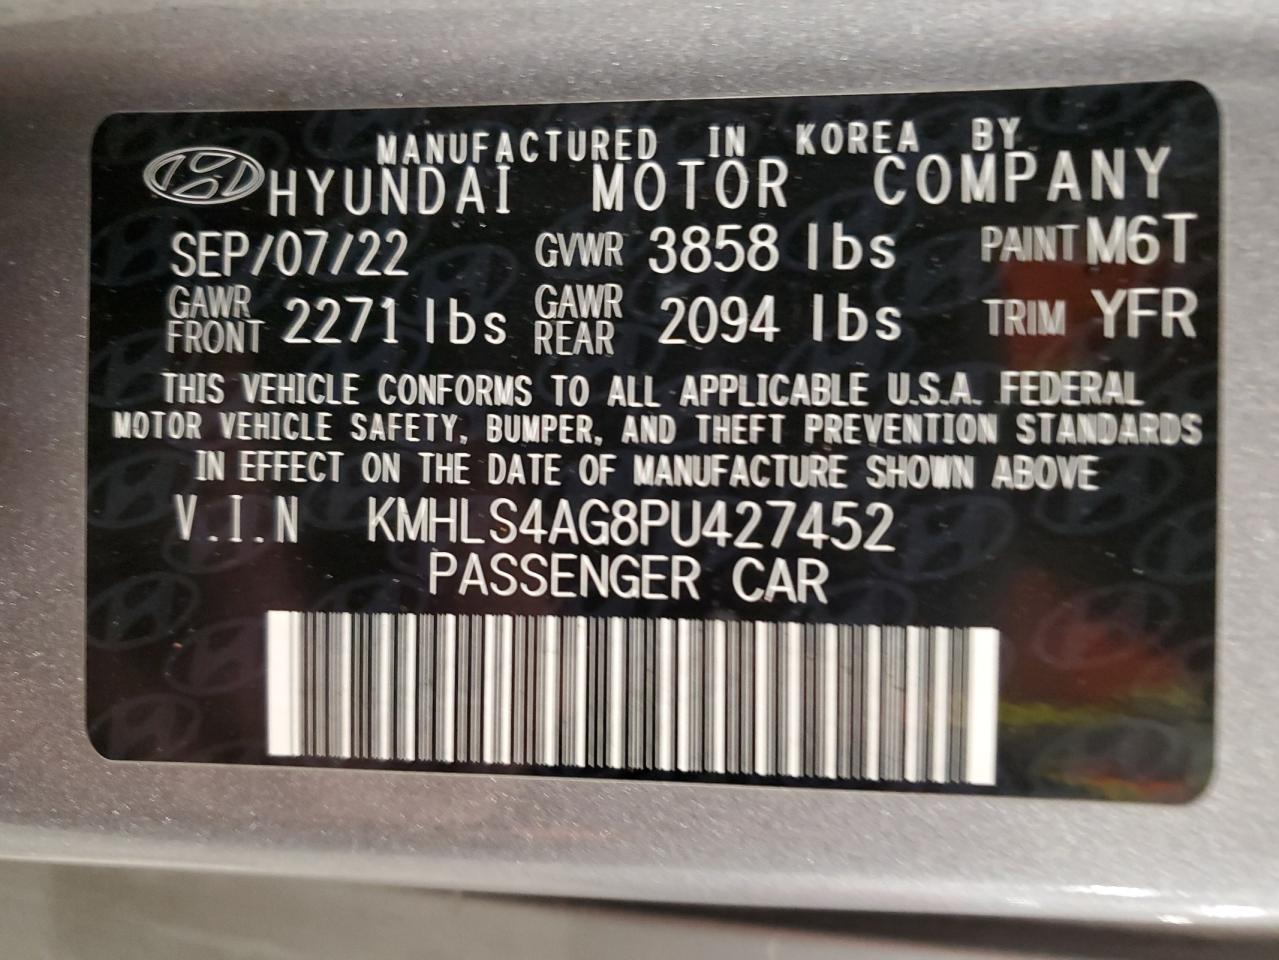 MANUFACTURED IN KOREA BY
HYUNDAI MOTOR COMPANY
SEP/07/22 GVWR 3858 lbs PAINT M6T
GAWR FRONT 2271 lbs GAWR REAR 2094 lbs TRIM YFR
THIS VEHICLE CONFORMS TO ALL APPLICABLE U.S.A. FEDERAL
MOTOR VEHICLE SAFETY, BUMPER, AND THEFT PREVENTION STANDARDS
IN EFFECT ON THE DATE OF MANUFACTURE SHOWN ABOVE
V.I.N KMHLS4AG8PU427452
PASSENGER CAR